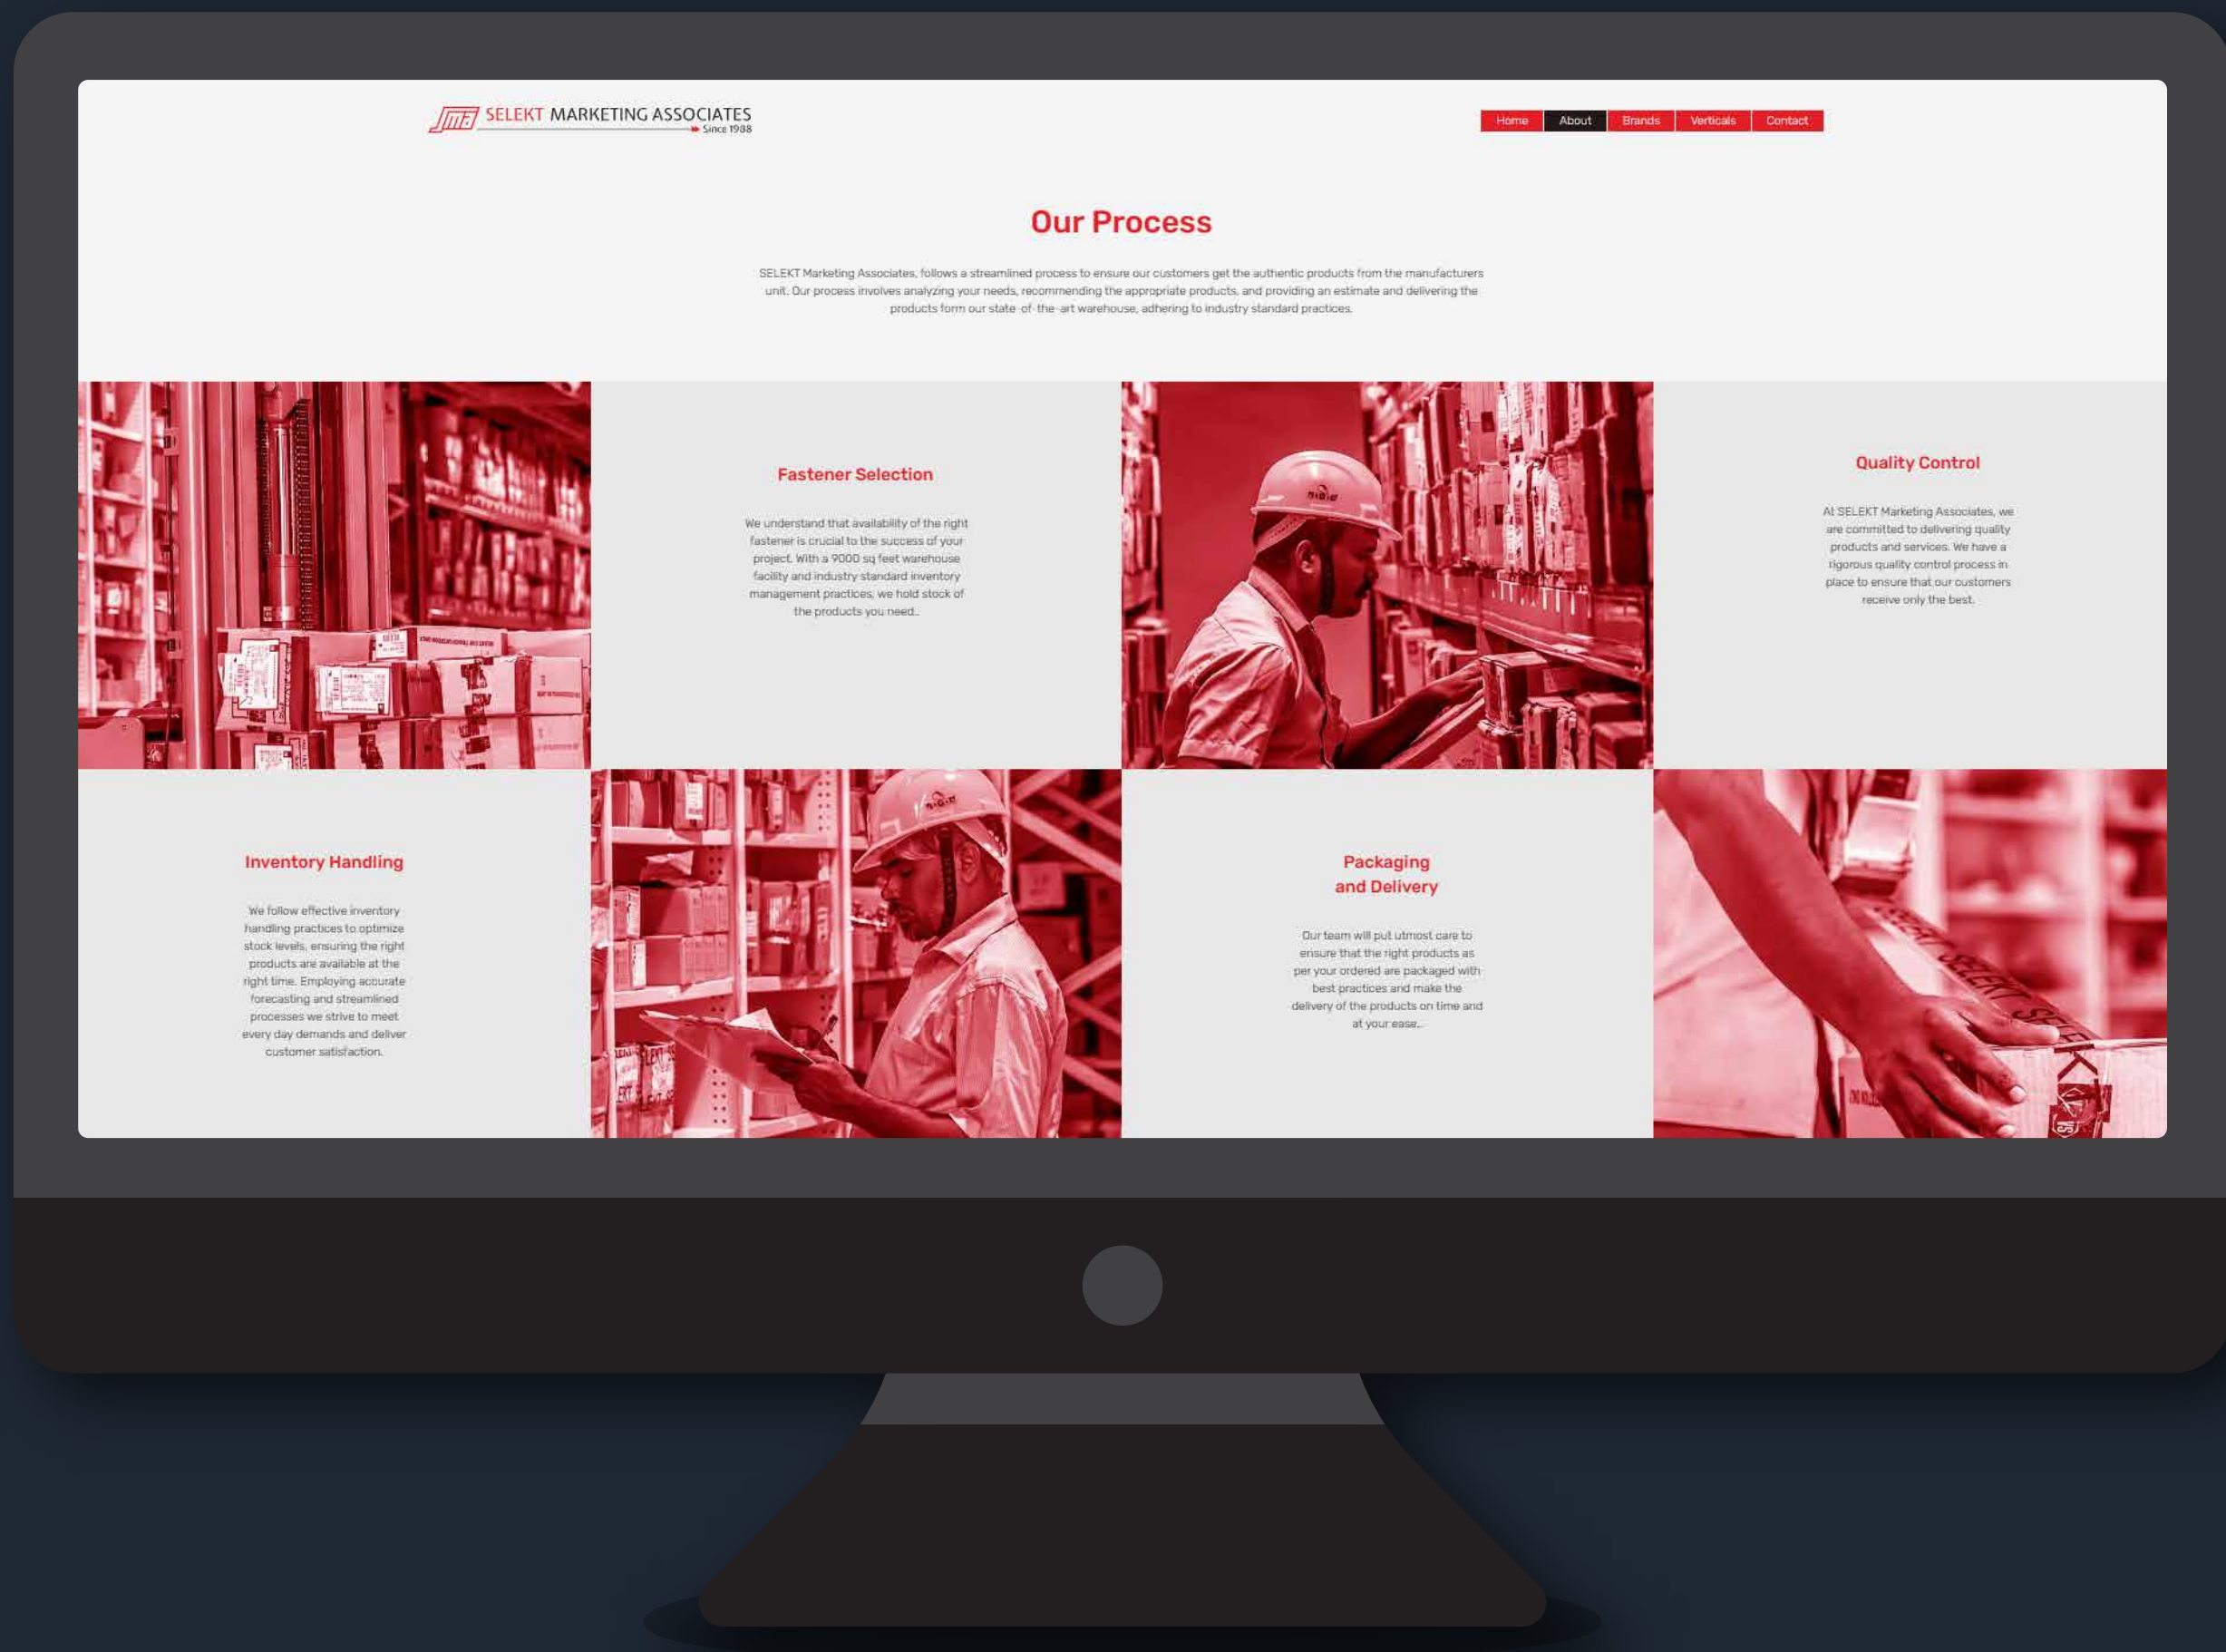 SELEKT MARKETING ASSOCIATES
Since 1988
Home About Brands Verticals Contact
Our Process
SELEKT Marketing Associates, follows a streamlined process to ensure our customers get the authentic products from the manufacturers
unit. Our process involves analyzing your needs, recommending the appropriate products, and providing an estimate and delivering the
products form our state-of-the-art warehouse, adhering to industry standard practices.
Fastener Selection
We understand that availability of the right
fastener is crucial to the success of your
project. With a 9000 sq feet warehouse
facility and industry standard inventory
management practices, we hold stock of
the products you need..
Quality Control
At SELEKT Marketing Associates, we
are committed to delivering quality
products and services. We have a
rigorous quality control process in
place to ensure that our customers
receive only the best.
Inventory Handling
We follow effective inventory
handling practices to optimize
stock levels, ensuring the right
products are available at the
right time. Employing accurate
forecasting and streamlined
processes we strive to meet
every day demands and deliver
customer satisfaction.
Packaging
and Delivery
Our team will put utmost care to
ensure that the right products as
per your ordered are packaged with
best practices and make the
delivery of the products on time and
at your ease..
SELEKT SELE